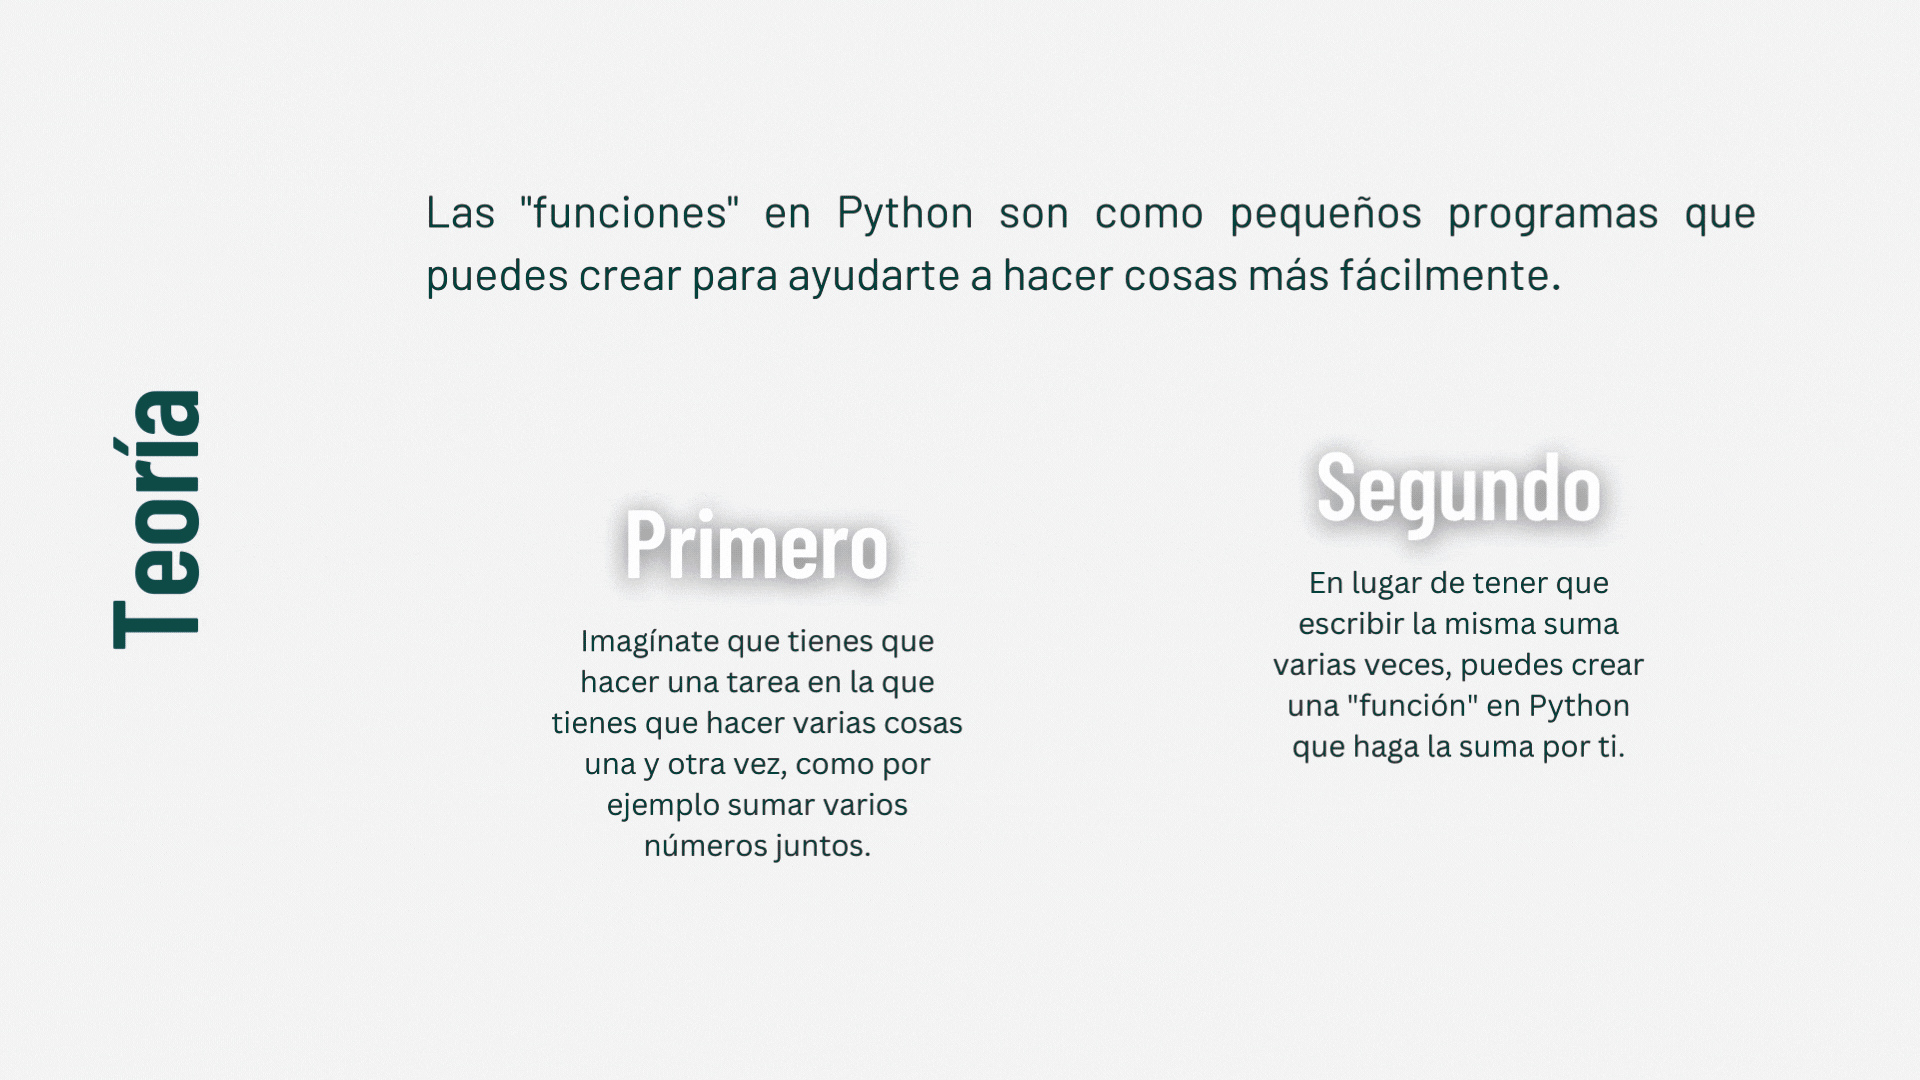 Teoría
Las "funciones" en Python son como pequeños programas que
puedes crear para ayudarte a hacer cosas más fácilmente.
Primero
Imagínate que tienes que
hacer una tarea en la que
tienes que hacer varias cosas
una y otra vez, como por
ejemplo sumar varios
números juntos.
Segundo
En lugar de tener que
escribir la misma suma
varias veces, puedes crear
una "función" en Python
que haga la suma por ti.